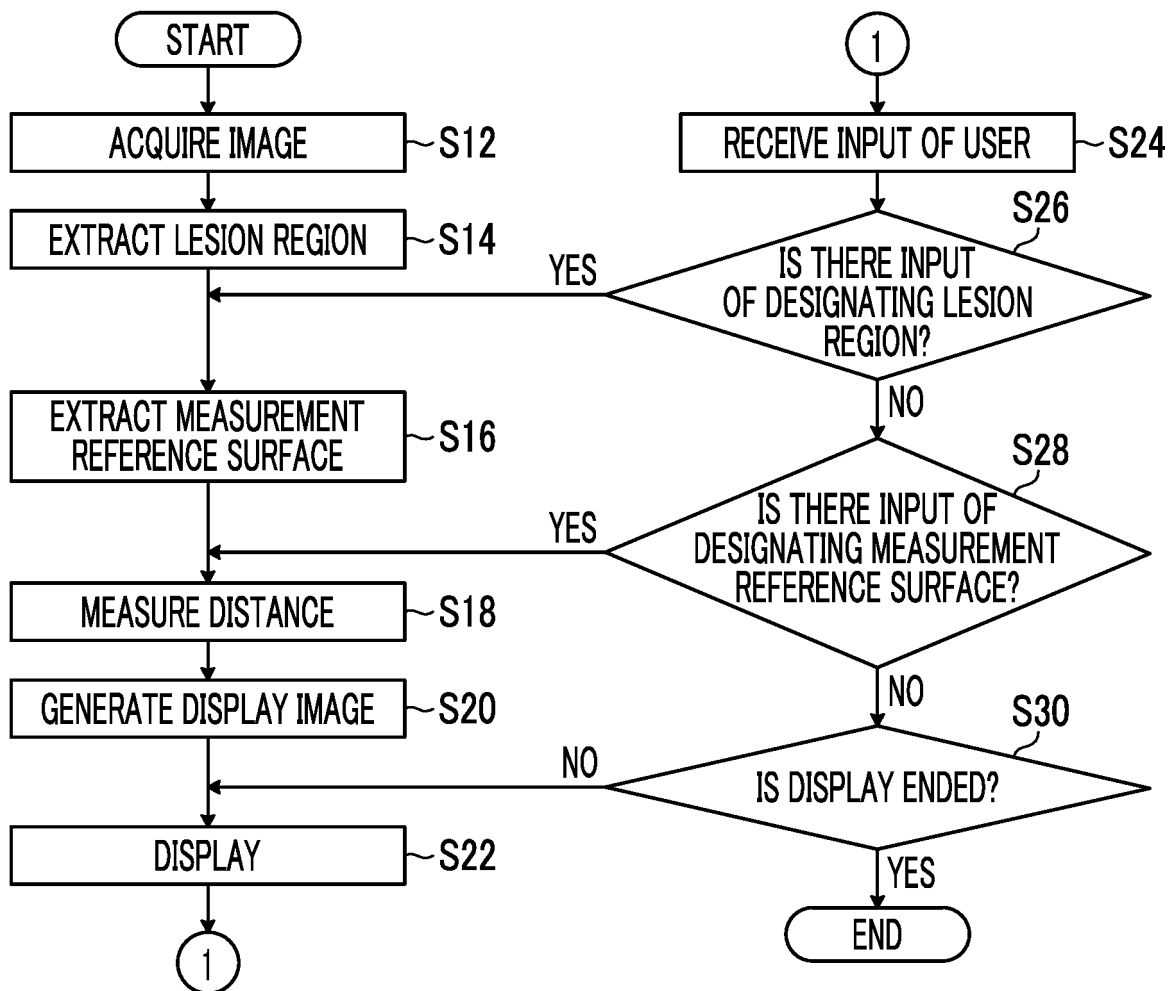 START
ACQUIRE IMAGE
S12
EXTRACT LESION REGION
S14
EXTRACT MEASUREMENT
REFERENCE SURFACE
S16
MEASURE DISTANCE
S18
GENERATE DISPLAY IMAGE
S20
DISPLAY
S22
1
1
RECEIVE INPUT OF USER
S24
S26
IS THERE INPUT
OF DESIGNATING LESION
REGION?
YES
NO
S28
IS THERE INPUT OF
DESIGNATING MEASUREMENT
REFERENCE SURFACE?
YES
NO
S30
IS DISPLAY ENDED?
NO
YES
END